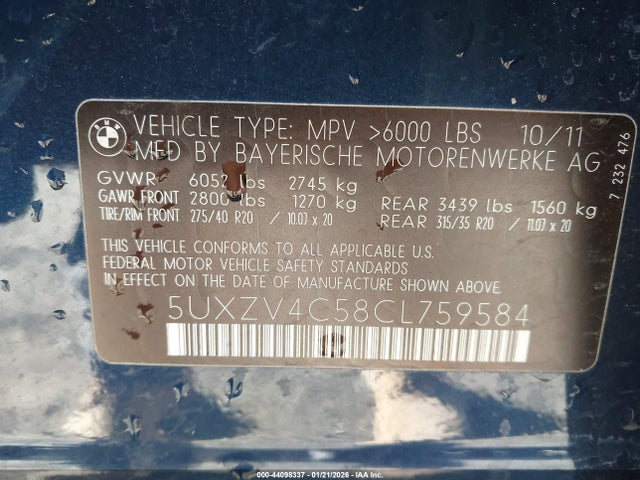 BMW
VEHICLE TYPE: MPV >6000 LBS 10/11
MFD BY BAYERISCHE MOTORENWERKE AG
GVWR 6052 lbs 2745 kg
GAWR FRONT 2800 lbs 1270 kg REAR 3439 lbs 1560 kg
TIRE/RIM FRONT 275/40 R20 / 10.0J x 20 REAR 315/35 R20 / 11.0J x 20
THIS VEHICLE CONFORMS TO ALL APPLICABLE U.S.
FEDERAL MOTOR VEHICLE SAFETY STANDARDS
IN EFFECT ON THE DATE OF MANUFACTURE SHOWN ABOVE.
5UXZV4C58CL759584
7 232 476
000-44098337 - 01/21/2026 - IAA Inc.